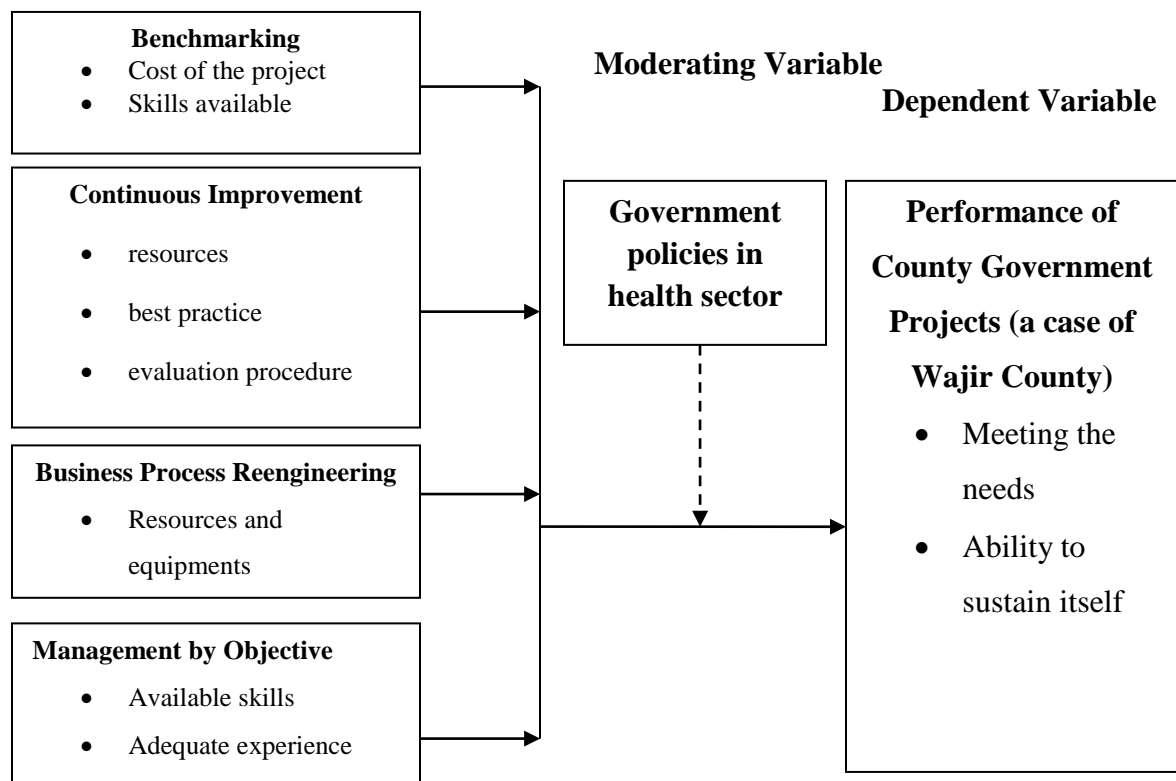 Benchmarking
• Cost of the project
• Skills available
Continuous Improvement
• resources
• best practice
• evaluation procedure
Business Process Reengineering
• Resources and
equipments
Management by Objective
• Available skills
• Adequate experience
Moderating Variable
Government
policies in
health sector
Dependent Variable
Performance of
County Government
Projects (a case of
Wajir County)
• Meeting the
needs
• Ability to
sustain itself